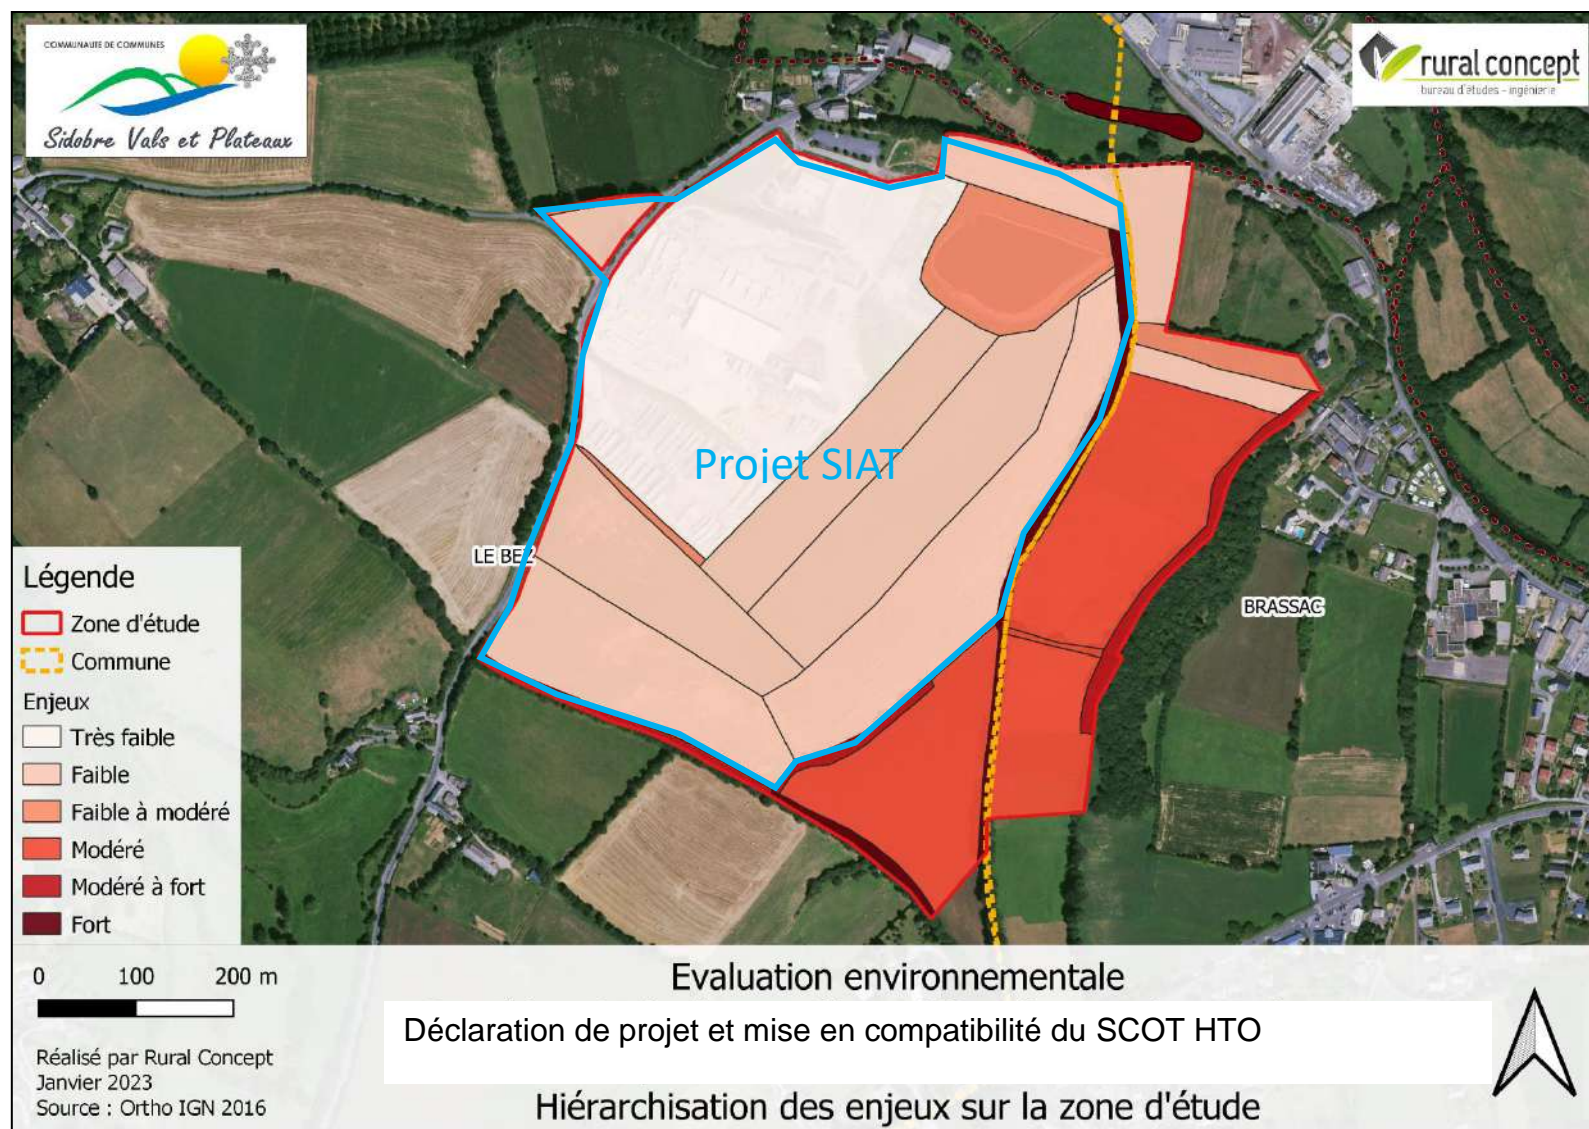 COMMUNAUTE DE COMMUNES
Sidobre Vals et Plateaux
rural concept
bureau d'études - ingénierie
Projet SIAT
LE BEZ
BRASSAC
Légende
Zone d'étude
Commune
Enjeux
Très faible
Faible
Faible à modéré
Modéré
Modéré à fort
Fort
0 100 200 m
Réalisé par Rural Concept
Janvier 2023
Source : Ortho IGN 2016
Evaluation environnementale
Déclaration de projet et mise en compatibilité du SCOT HTO
Hiérarchisation des enjeux sur la zone d'étude